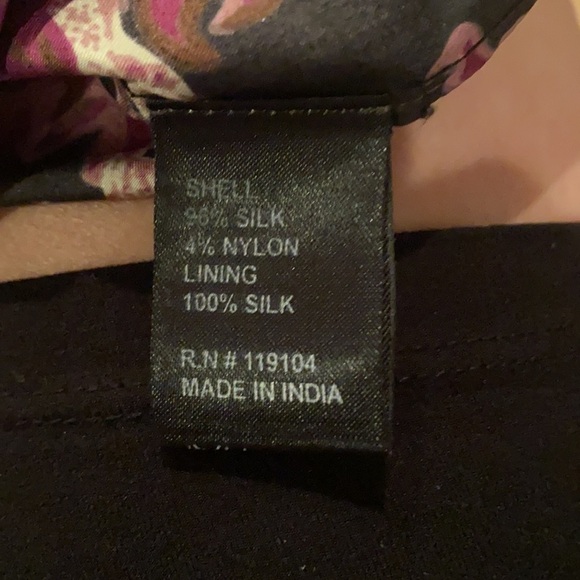 SHELL
96% SILK
4% NYLON
LINING
100% SILK
R.N # 119104
MADE IN INDIA